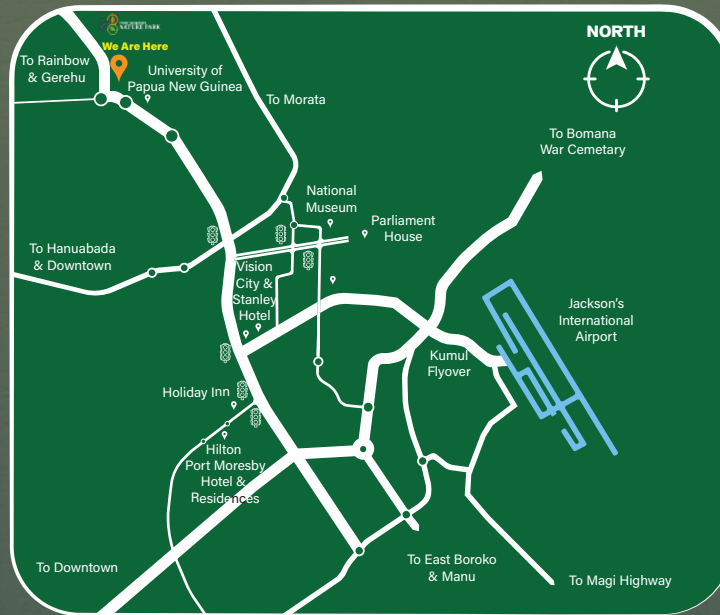 NATURE PARK
We Are Here
NORTH
To Rainbow
& Gerehu
University of
Papua New Guinea
To Morata
To Bomana
War Cemetary
National
Museum
Parliament
House
To Hanuabada
& Downtown
Vision
City &
Stanley
Hotel
Jackson's
International
Airport
Kumul
Flyover
Holiday Inn
Hilton
Port Moresby
Hotel &
Residences
To Downtown
To East Boroko
& Manu
To Magi Highway